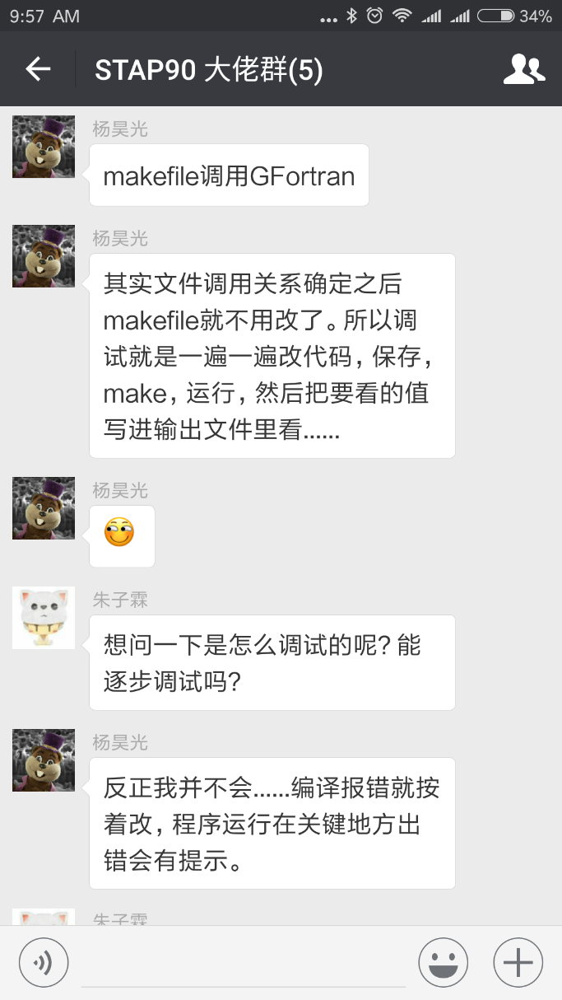 9:57 AM
34%
STAP90 大佬群(5)
杨昊光
makefile调用GFortran
杨昊光
其实文件调用关系确定之后
makefile就不用改了。所以调
试就是一遍一遍改代码，保存，
make，运行，然后把要看的值
写进输出文件里看......
杨昊光
朱子霖
想问一下是怎么调试的呢？能
逐步调试吗？
杨昊光
反正我并不会......编译报错就按
着改，程序运行在关键地方出
错会有提示。
朱子霖